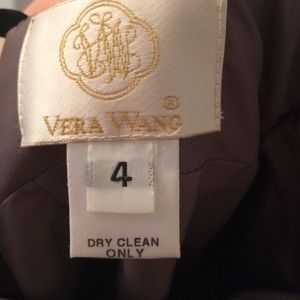 ®
VERA WANG
4
DRY CLEAN
ONLY